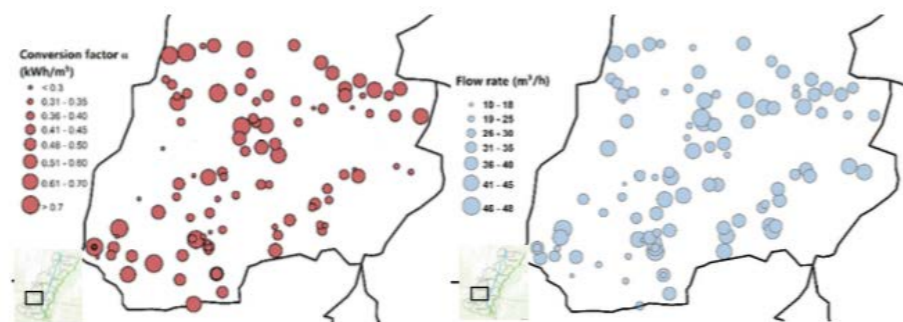 Conversion factor α
(kWh/m³)
< 0.3
0.31 - 0.35
0.36 - 0.40
0.41 - 0.45
0.46 - 0.50
0.51 - 0.60
0.61 - 0.70
> 0.7
Flow rate (m³/h)
10 - 18
19 - 25
26 - 30
31 - 35
36 - 40
41 - 45
46 - 48